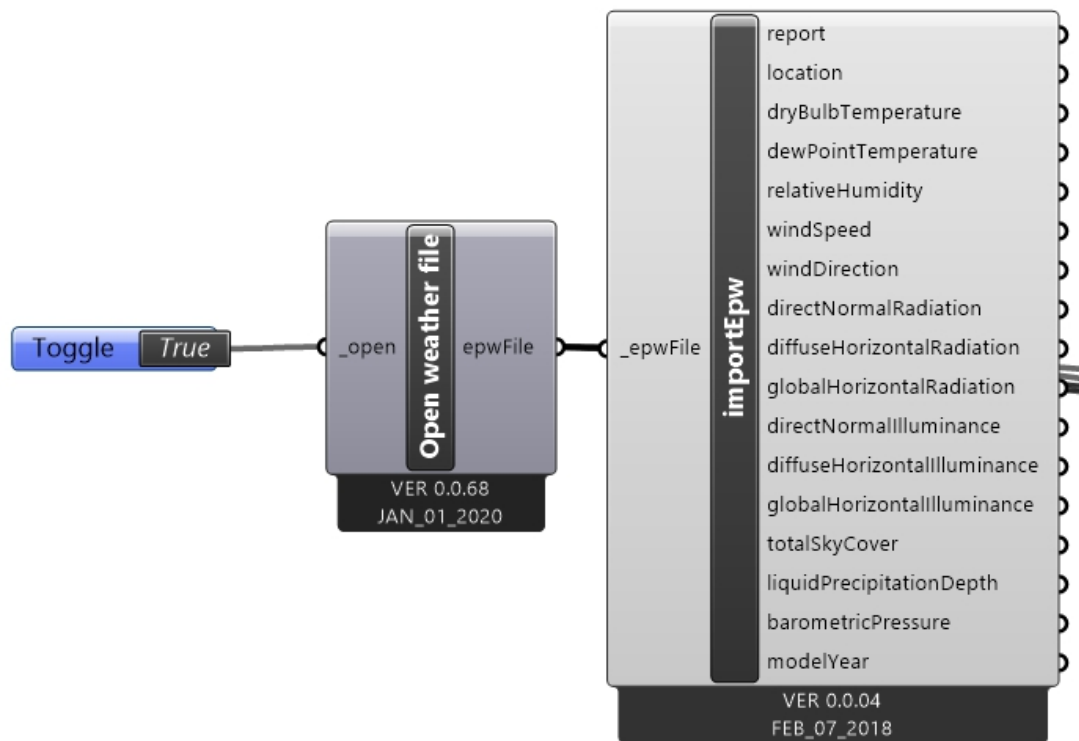 Toggle True
_open
Open weather file
epwFile
VER 0.0.68
JAN_01_2020
_epwFile
importEpw
report
location
dryBulbTemperature
dewPointTemperature
relativeHumidity
windSpeed
windDirection
directNormalRadiation
diffuseHorizontalRadiation
globalHorizontalRadiation
directNormalIlluminance
diffuseHorizontalIlluminance
globalHorizontalIlluminance
totalSkyCover
liquidPrecipitationDepth
barometricPressure
modelYear
VER 0.0.04
FEB_07_2018